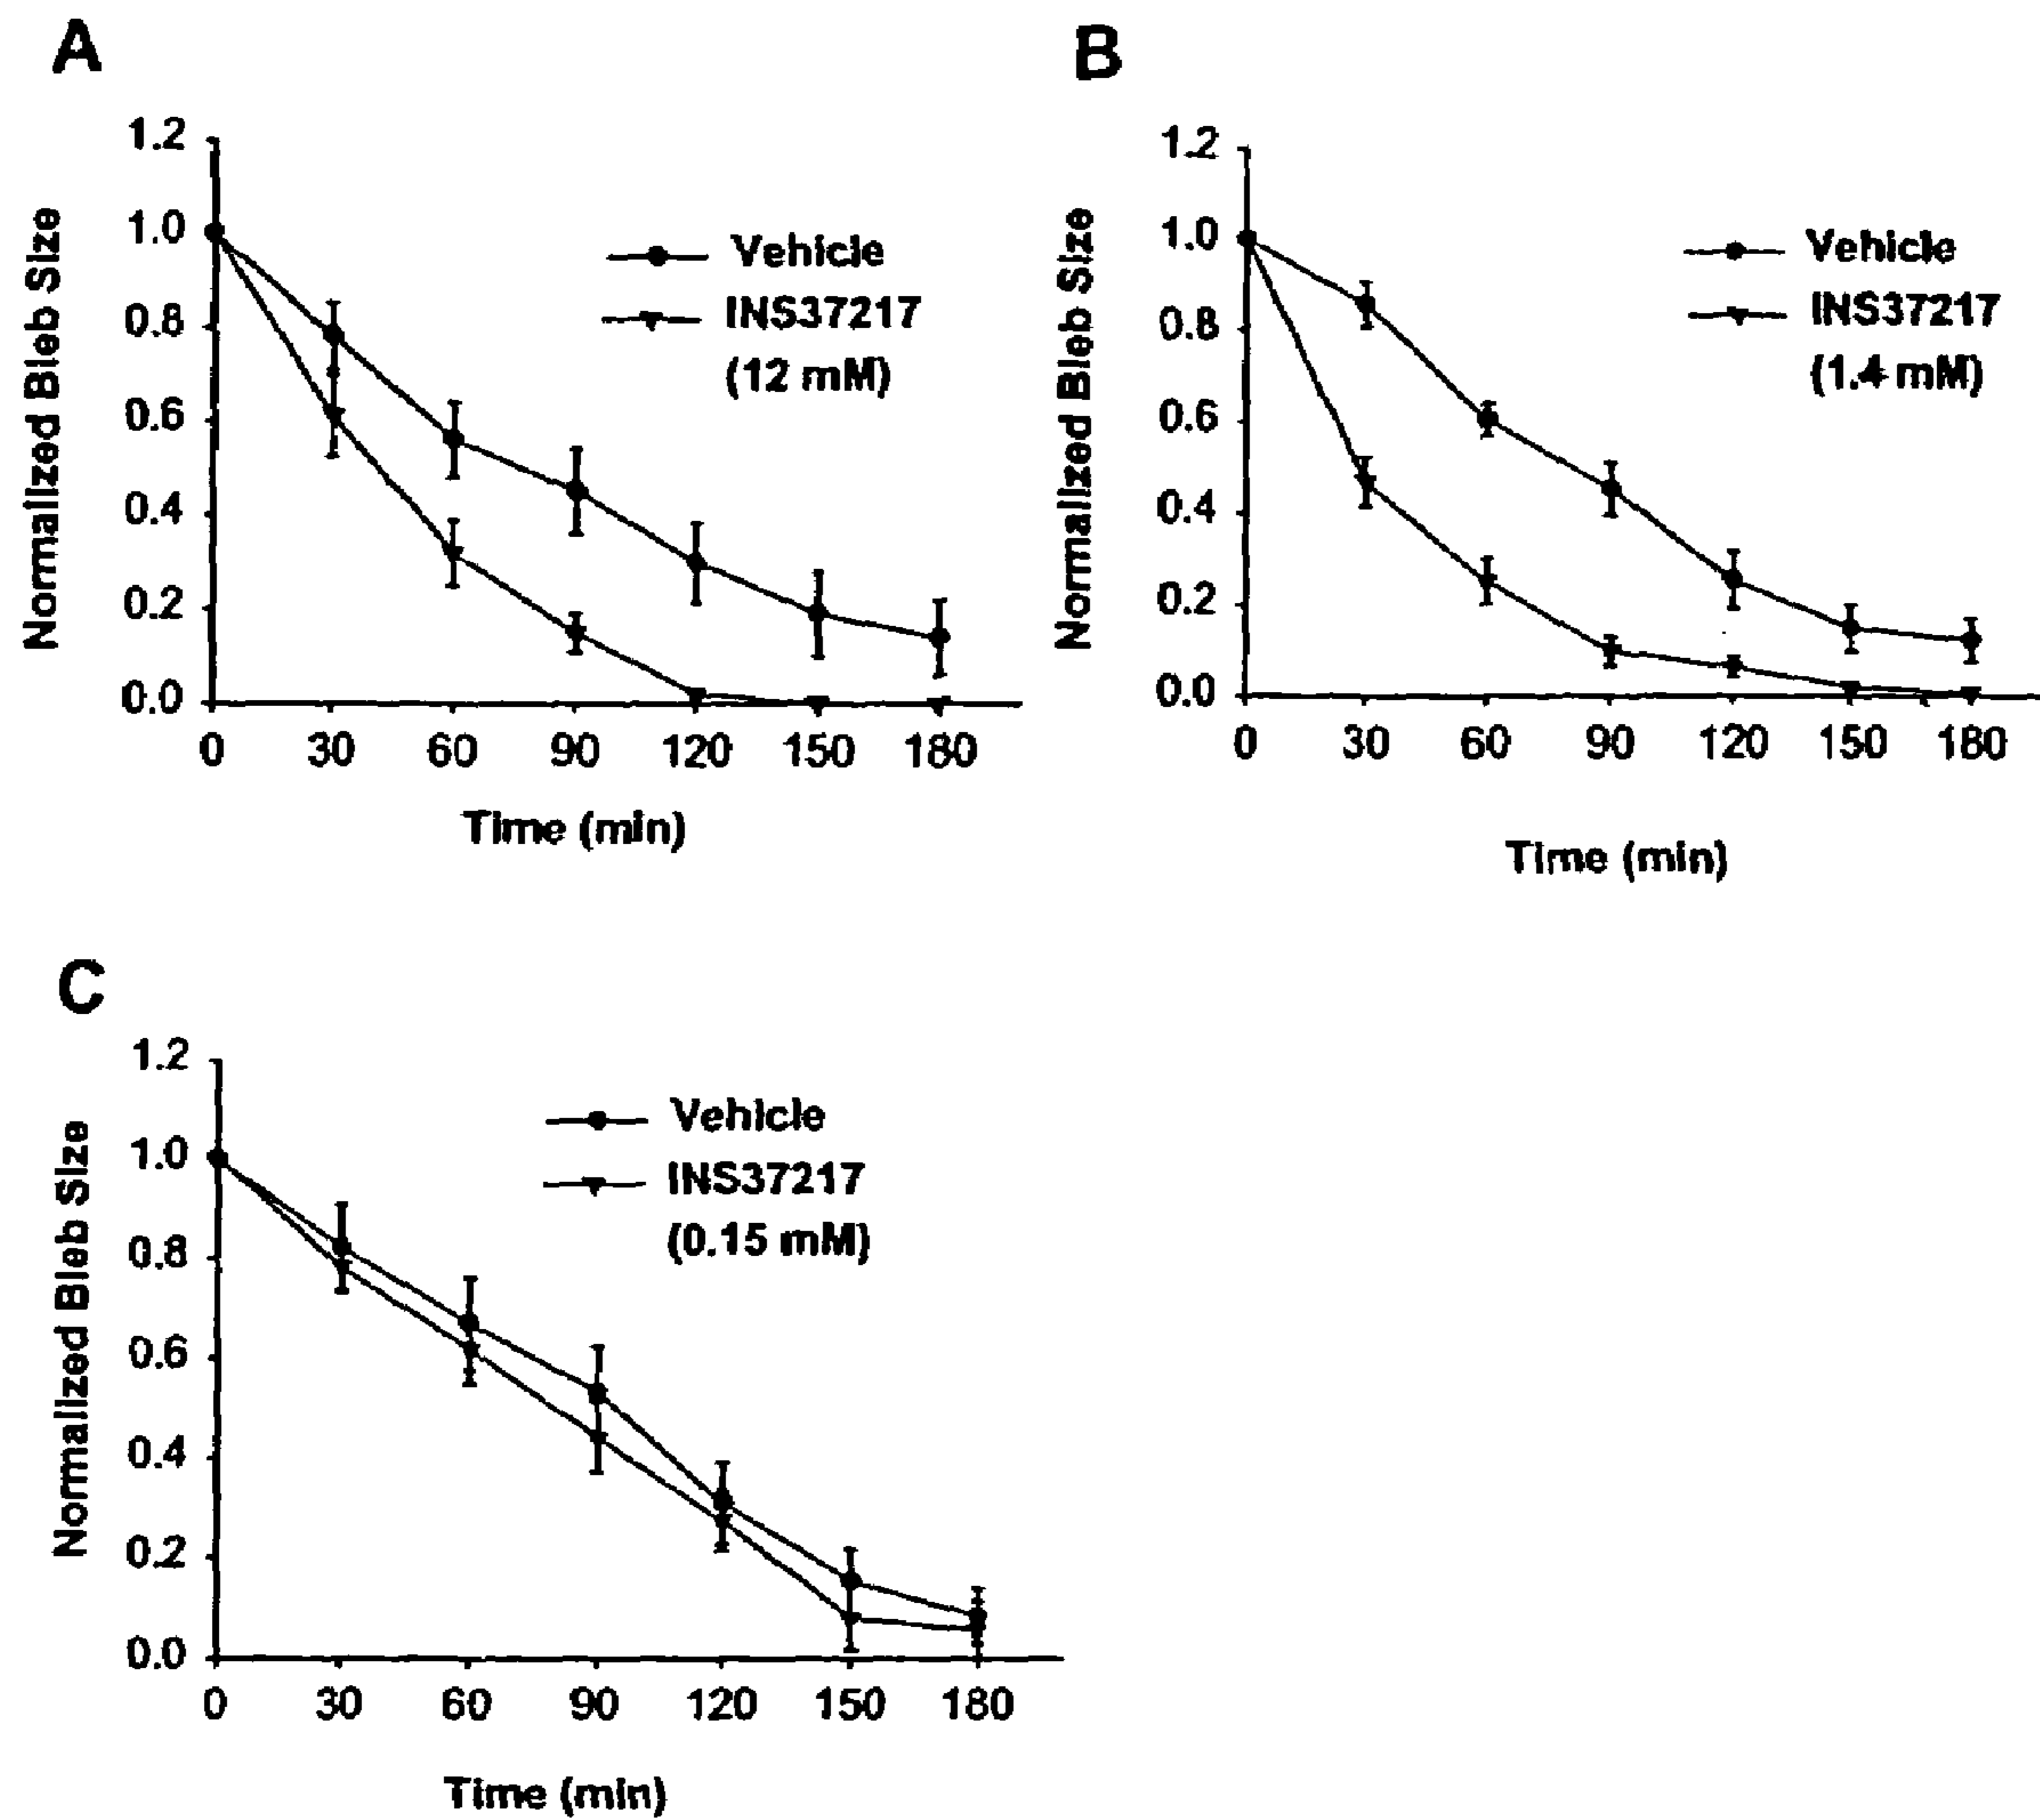 A
1.2
1.0
0.8
0.6
0.4
0.2
0.0
Normalized Bleb Size
Vehicle
INS37217
(12 mM)
0 30 60 90 120 150 180
Time (min)
B
1.2
1.0
0.8
0.6
0.4
0.2
0.0
Normalized Bleb Size
Vehicle
INS37217
(1.4 mM)
0 30 60 90 120 150 180
Time (min)
C
1.2
1.0
0.8
0.6
0.4
0.2
0.0
Normalized Bleb Size
Vehicle
INS37217
(0.15 mM)
0 30 60 90 120 150 180
Time (min)